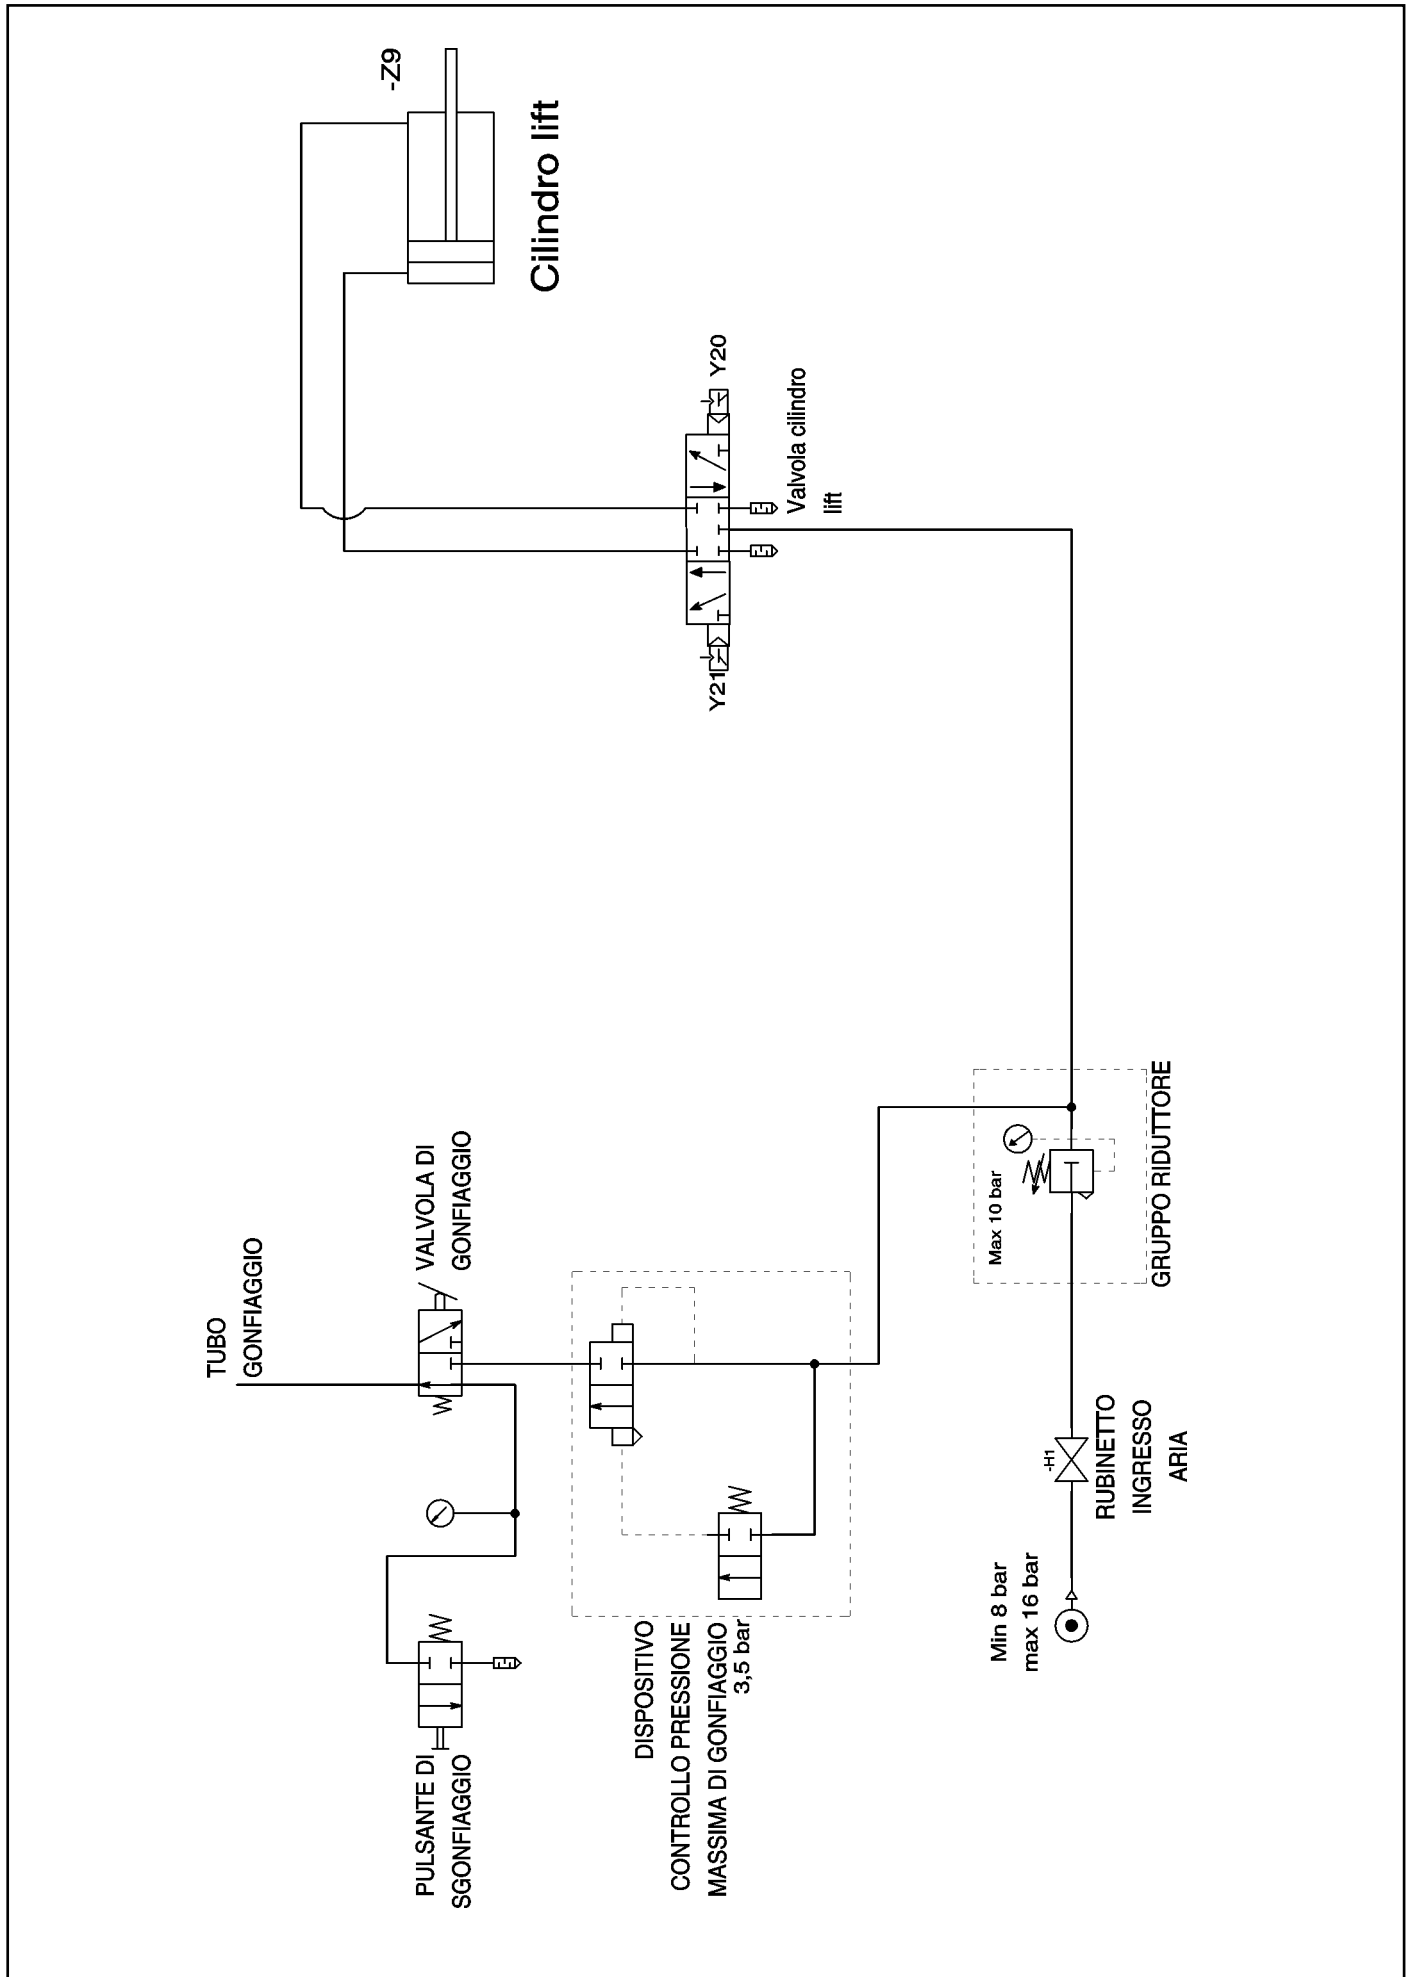 PULSANTE DI
SGONFIAGGIO
TUBO
GONFIAGGIO
VALVOLA DI
GONFIAGGIO
-Z9
Cilindro lift
DISPOSITIVO
CONTROLLO PRESSIONE
MASSIMA DI GONFIAGGIO
3,5 bar
Y21
Y20
Valvola cilindro
lift
Min 8 bar
max 16 bar
-H1
RUBINETTO
INGRESSO
ARIA
Max 10 bar
GRUPPO RIDUTTORE